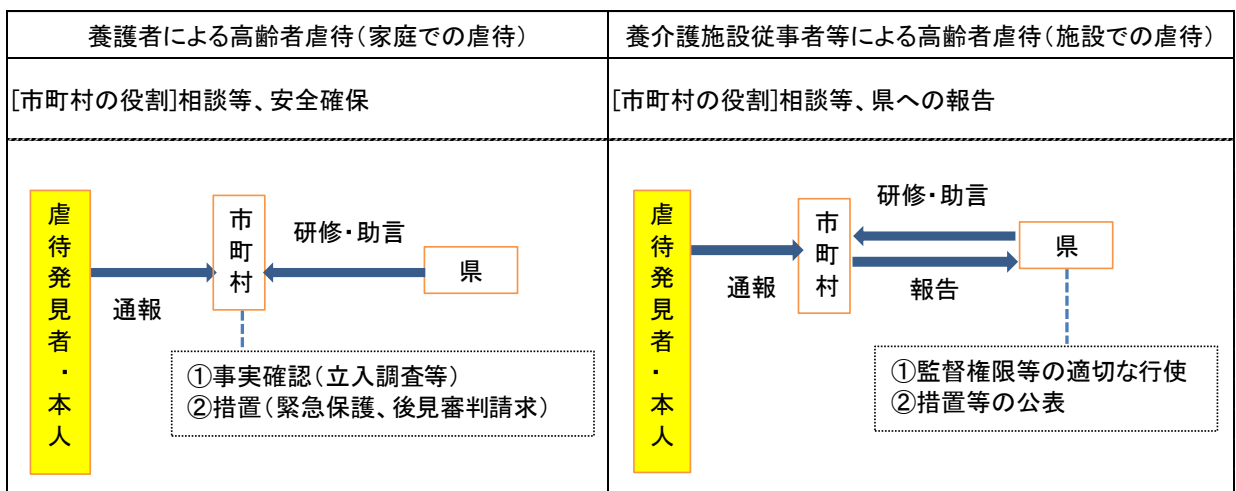 養護者による高齢者虐待（家庭での虐待）
[市町村の役割]相談等、安全確保
虐待発見者・本人
通報
市町村
研修・助言
県
①事実確認（立入調査等）
②措置（緊急保護、後見審判請求）
養介護施設従事者等による高齢者虐待（施設での虐待）
[市町村の役割]相談等、県への報告
虐待発見者・本人
通報
市町村
研修・助言
報告
県
①監督権限等の適切な行使
②措置等の公表